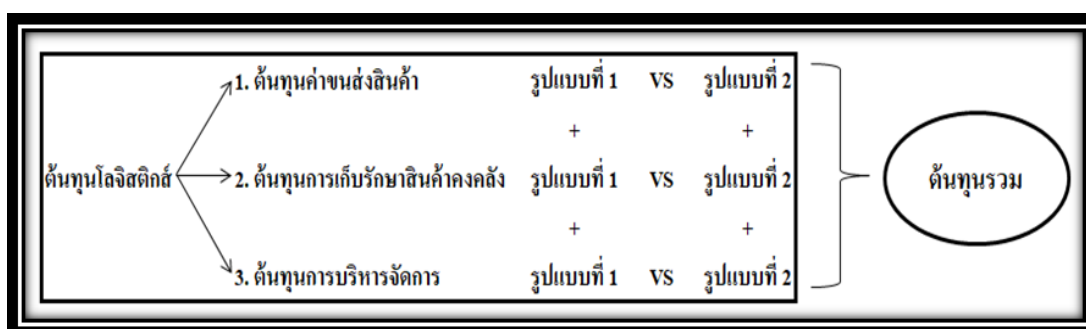 1. ต้นทุนค่าขนส่งสินค้า รูปแบบที่ 1 VS รูปแบบที่ 2
+ +
ต้นทุนโลจิสติกส์ 2. ต้นทุนการเก็บรักษาสินค้าคงคลัง รูปแบบที่ 1 VS รูปแบบที่ 2 ต้นทุนรวม
+ +
3. ต้นทุนการบริหารจัดการ รูปแบบที่ 1 VS รูปแบบที่ 2